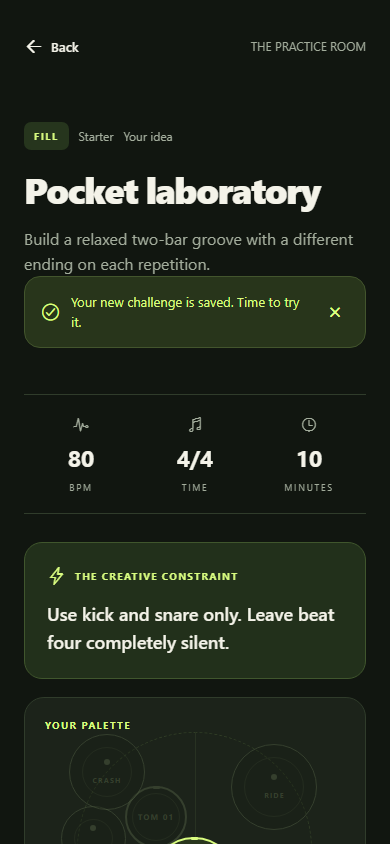 Back
THE PRACTICE ROOM
FILL
Starter
Your idea
Pocket laboratory
Build a relaxed two-bar groove with a different
ending on each repetition.
Your new challenge is saved. Time to try
it.
80
4/4
10
BPM
TIME
MINUTES
THE CREATIVE CONSTRAINT
Use kick and snare only. Leave beat
four completely silent.
YOUR PALETTE
CRASH
RIDE
TOM 01